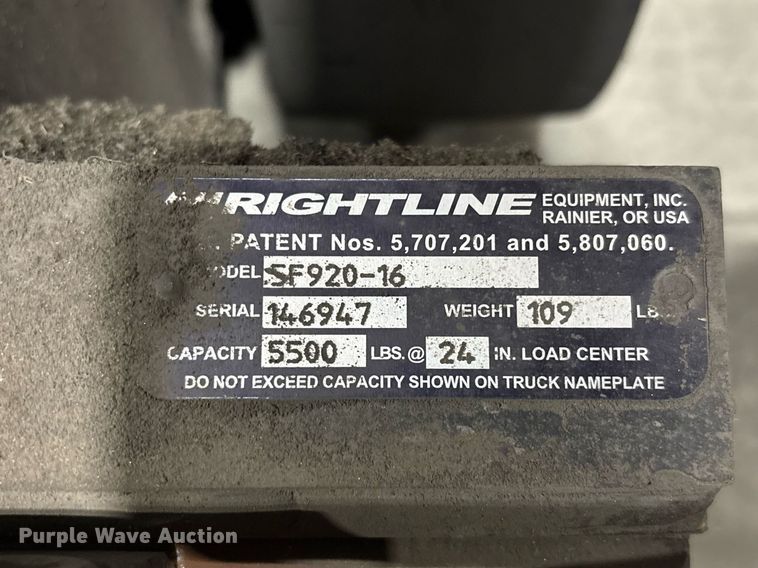 RIGHTLINE EQUIPMENT, INC.
RAINIER, OR USA
PATENT Nos. 5,707,201 and 5,807,060.
MODEL SF920-16
SERIAL 146947 WEIGHT 109 LB
CAPACITY 5500 LBS. @ 24 IN. LOAD CENTER
DO NOT EXCEED CAPACITY SHOWN ON TRUCK NAMEPLATE
Purple Wave Auction